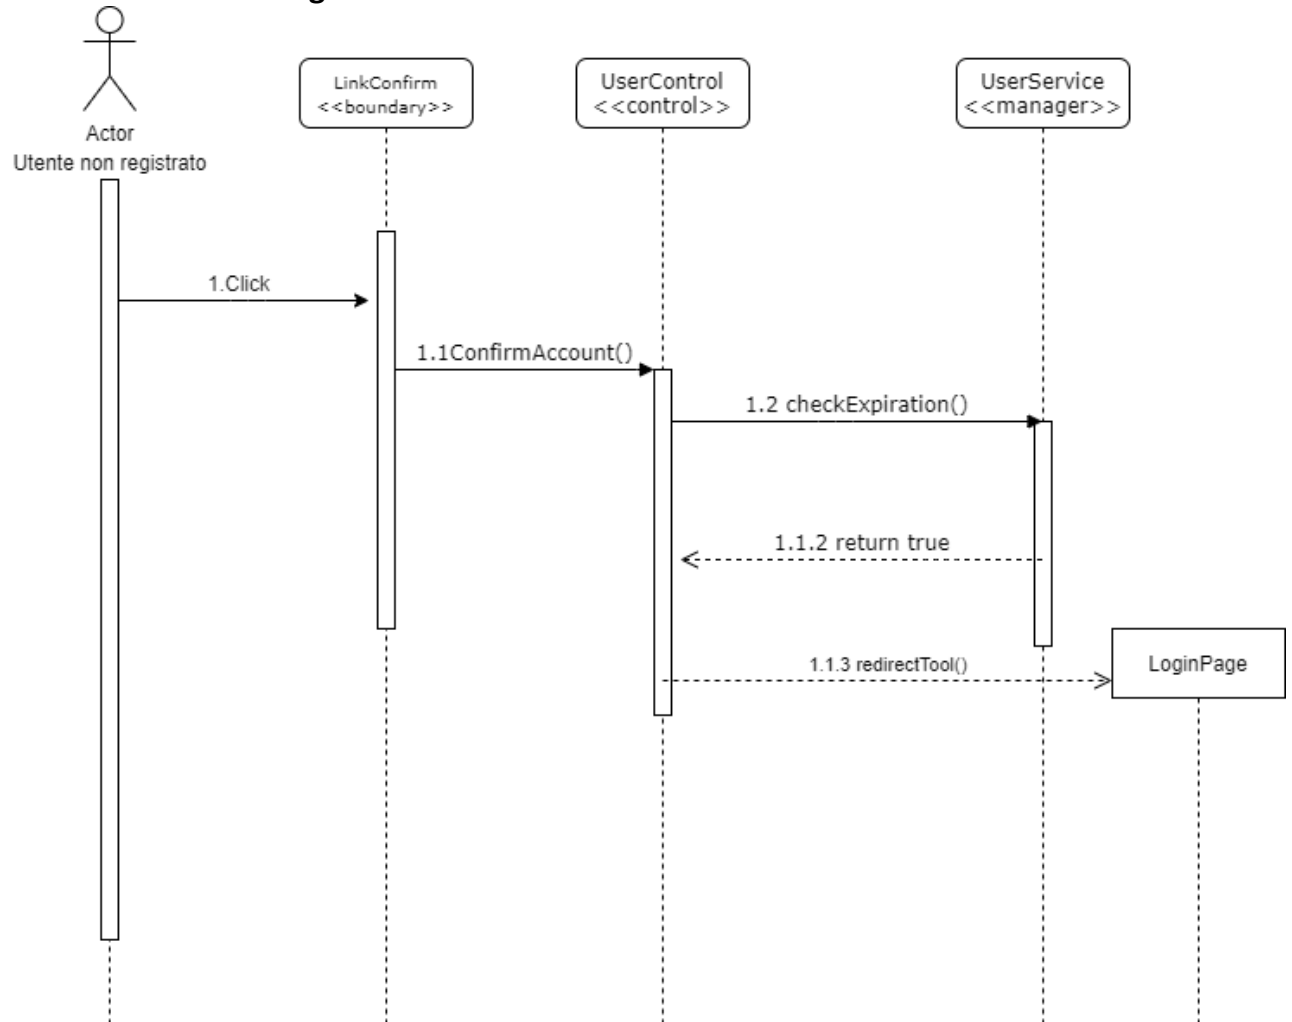 Actor
Utente non registrato
LinkConfirm
<<boundary>>
UserControl
<<control>>
UserService
<<manager>>
1.Click
1.1ConfirmAccount()
1.2 checkExpiration()
1.1.2 return true
1.1.3 redirectTool()
LoginPage